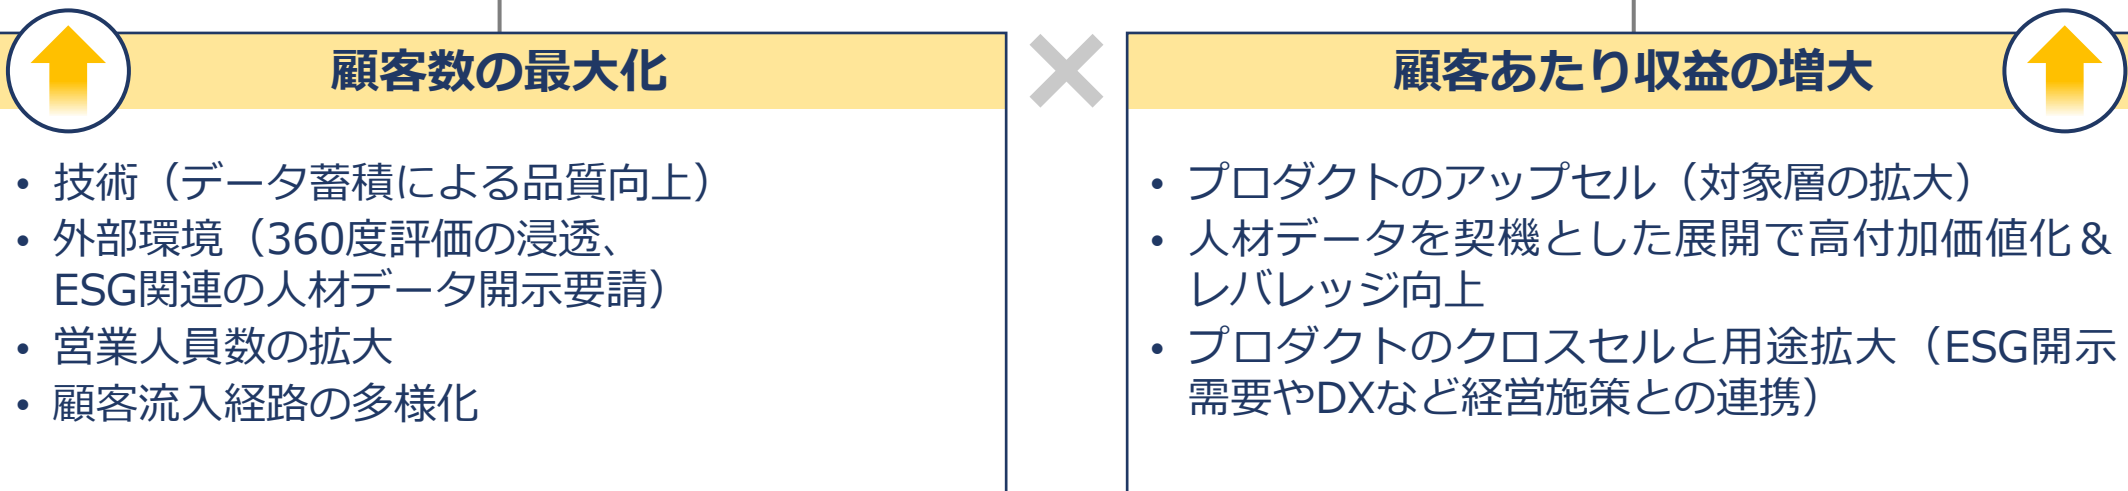 顧客数の最大化
・技術（データ蓄積による品質向上）
・外部環境（360度評価の浸透、
ESG関連の人材データ開示要請）
・営業人員数の拡大
・顧客流入経路の多様化
顧客あたり収益の増大
・プロダクトのアップセル（対象層の拡大）
・人材データを契機とした展開で高付加価値化＆
レバレッジ向上
・プロダクトのクロスセルと用途拡大（ESG開示
需要やDXなど経営施策との連携）